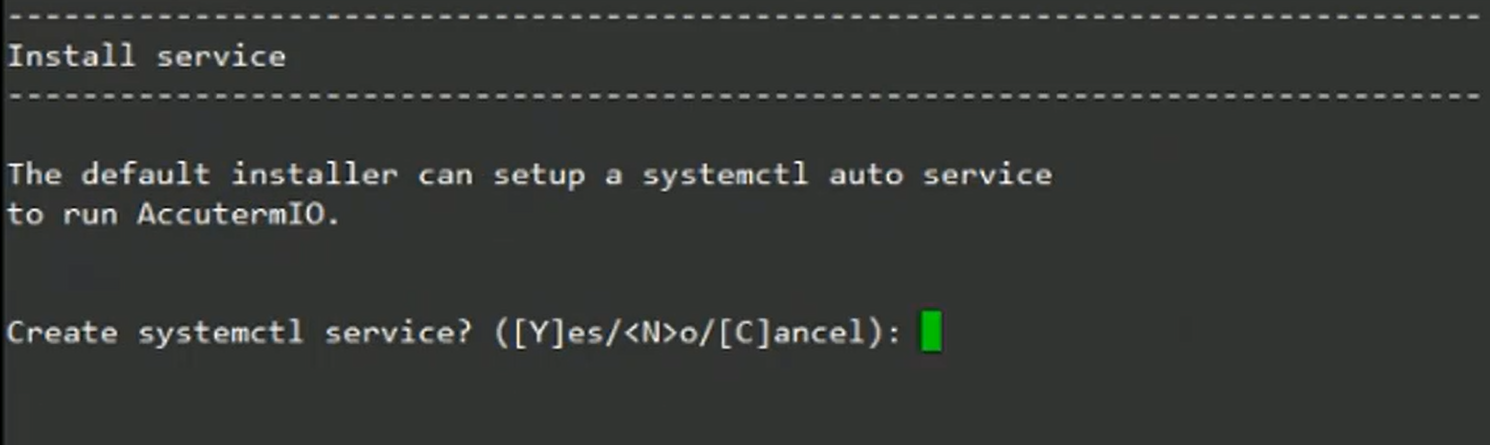 --------------------------------------------------------------------------------
Install service
--------------------------------------------------------------------------------
The default installer can setup a systemctl auto service
to run AccutermIO.
Create systemctl service? ([Y]es/<N>o/[C]ancel):